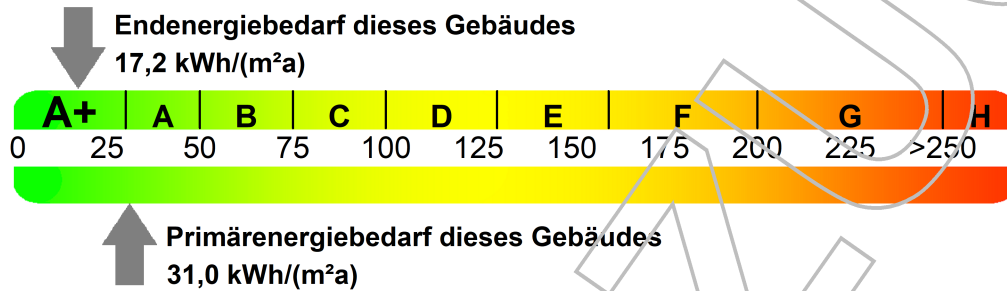 Endenergiebedarf dieses Gebäudes
17,2 kWh/(m²a)
A+ A B C D E F G H
0 25 50 75 100 125 150 175 200 225 >250
Primärenergiebedarf dieses Gebäudes
31,0 kWh/(m²a)